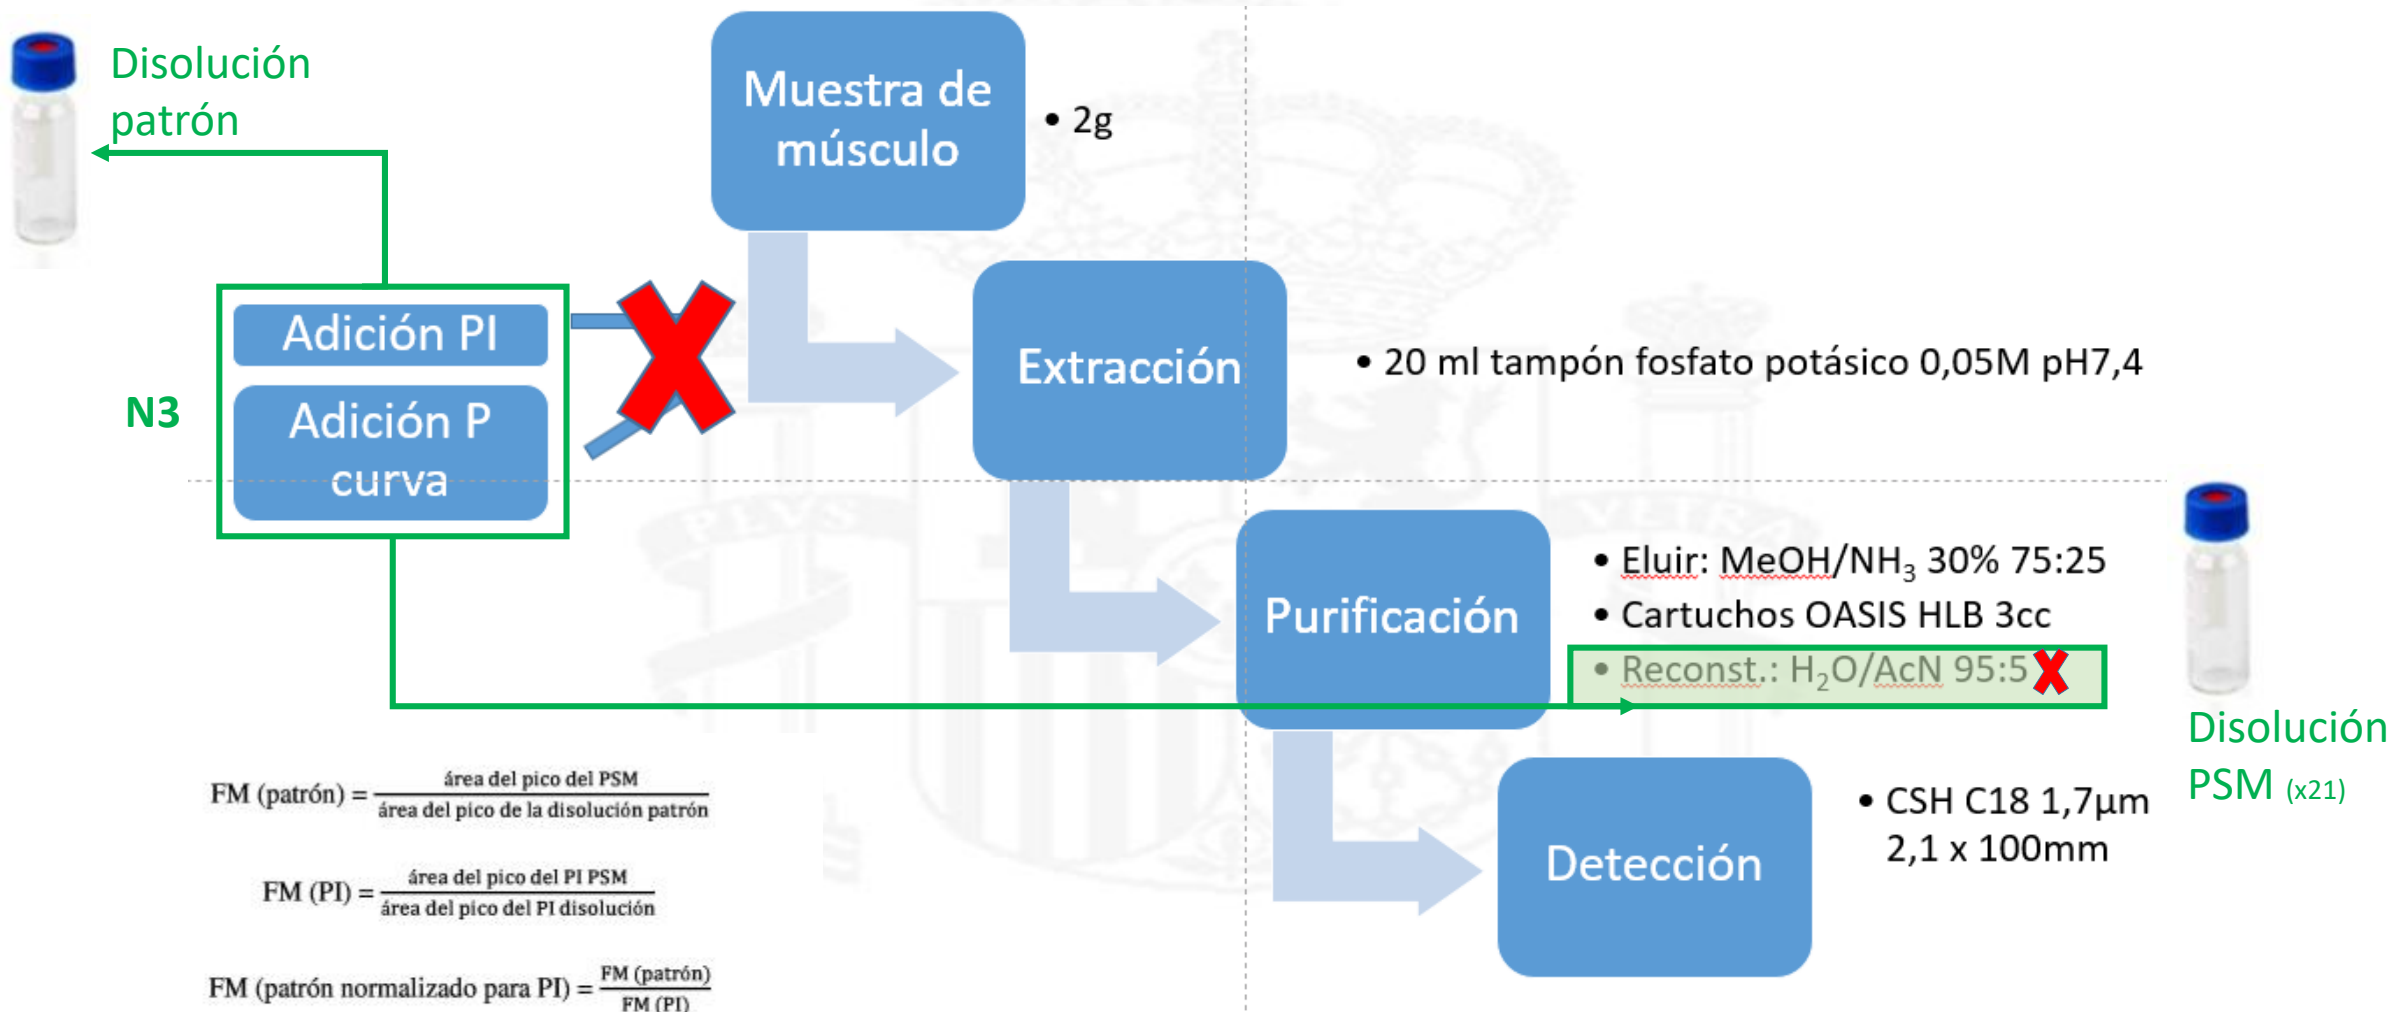 Disolución
patrón
Muestra de
músculo
• 2g
Adición PI
N3
Adición P
curva
Extracción
• 20 ml tampón fosfato potásico 0,05M pH7,4
PLVS
VLTRA
Purificación
• Eluir: MeOH/NH₃ 30% 75:25
• Cartuchos OASIS HLB 3cc
• Reconst.: H₂O/AcN 95:5
Disolución
PSM (x21)
Detección
• CSH C18 1,7µm
2,1 x 100mm
FM (patrón) = área del pico del PSM / área del pico de la disolución patrón
FM (PI) = área del pico del PI PSM / área del pico del PI disolución
FM (patrón normalizado para PI) = FM (patrón) / FM (PI)